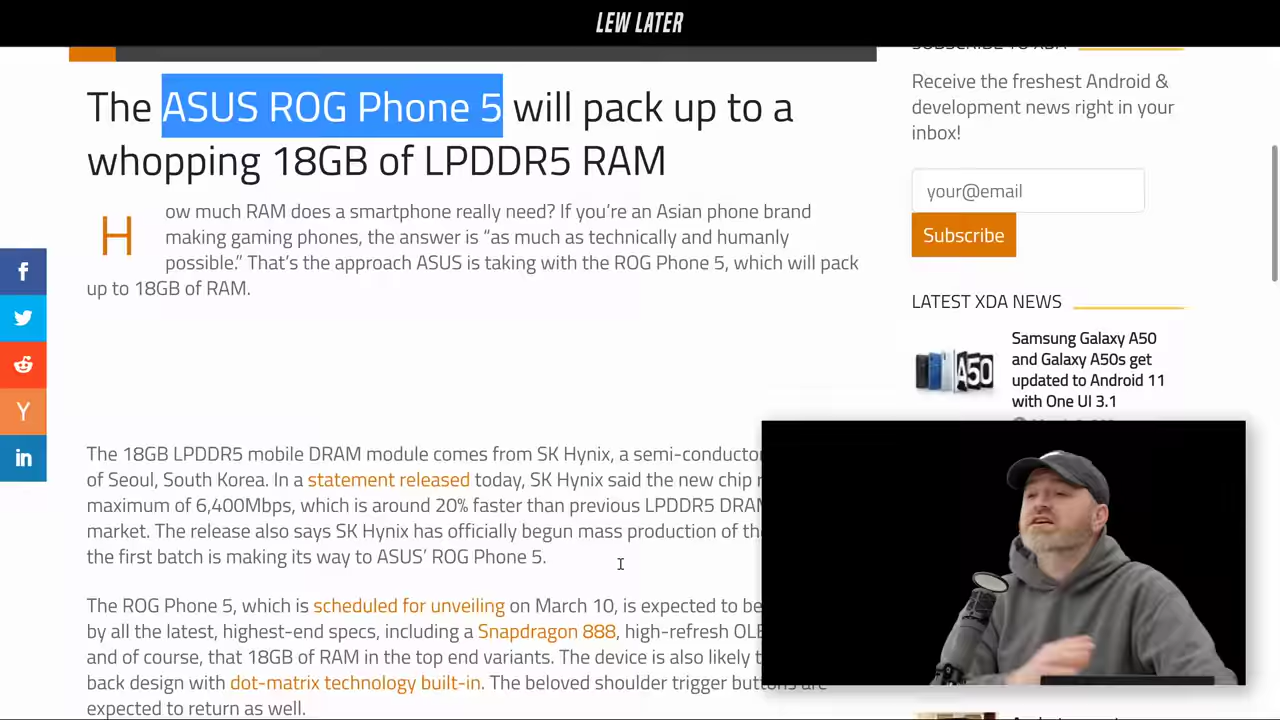 LEW LATER
SUBSCRIBE TO XDA
The ASUS ROG Phone 5 will pack up to a
whopping 18GB of LPDDR5 RAM
How much RAM does a smartphone really need? If you’re an Asian phone brand
making gaming phones, the answer is “as much as technically and humanly
possible.” That’s the approach ASUS is taking with the ROG Phone 5, which will pack
up to 18GB of RAM.
The 18GB LPDDR5 mobile DRAM module comes from SK Hynix, a semi-conductor
of Seoul, South Korea. In a statement released today, SK Hynix said the new chip
maximum of 6,400Mbps, which is around 20% faster than previous LPDDR5 DRAM
market. The release also says SK Hynix has officially begun mass production of
the first batch is making its way to ASUS’ ROG Phone 5.
The ROG Phone 5, which is scheduled for unveiling on March 10, is expected to be
by all the latest, highest-end specs, including a Snapdragon 888, high-refresh
and of course, that 18GB of RAM in the top end variants. The device is also likely
back design with dot-matrix technology built-in. The beloved shoulder trigger buttons are
expected to return as well.
Receive the freshest Android &
development news right in your
inbox!
your@email
Subscribe
LATEST XDA NEWS
Samsung Galaxy A50
and Galaxy A50s get
updated to Android 11
with One UI 3.1
A50
f
Y
in